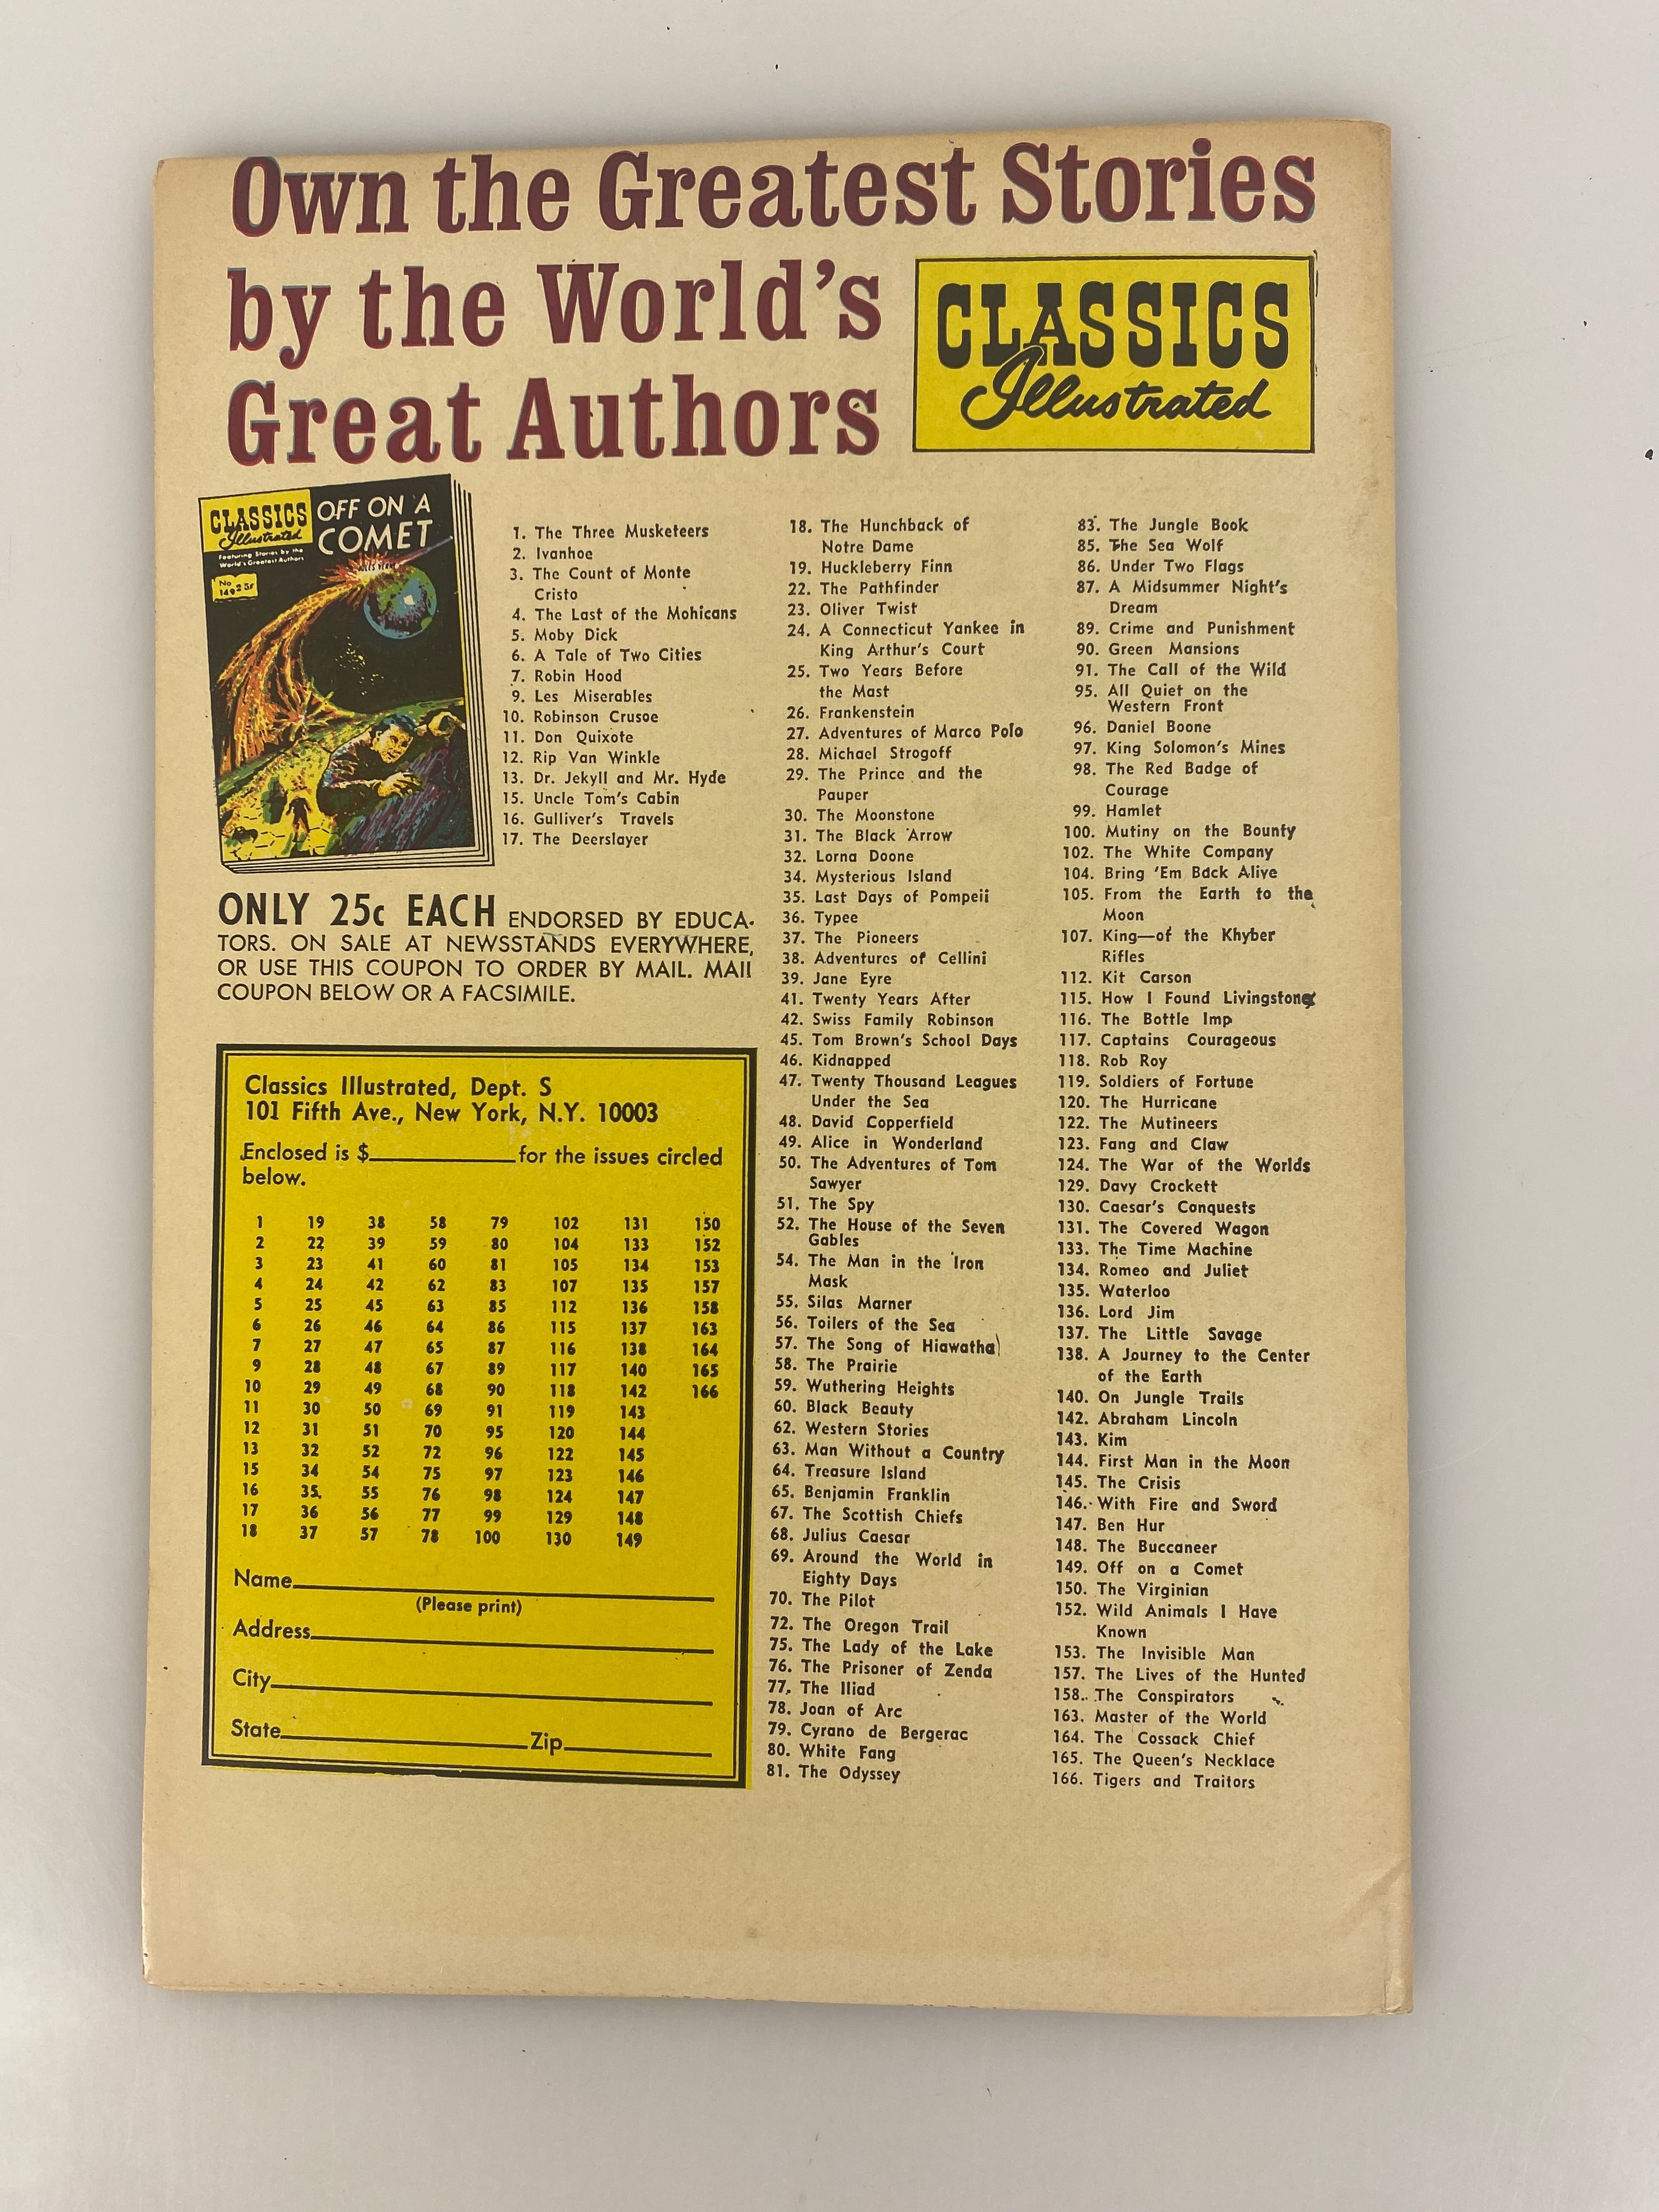 Own the Greatest Stories
by the World's
Great Authors
CLASSICS
Illustrated
CLASSICS
Illustrated
Featuring Stories by the
World's Greatest Authors
OFF ON A
COMET
No
149
25¢
JULES VERNE
1. The Three Musketeers
2. Ivanhoe
3. The Count of Monte
Cristo
4. The Last of the Mohicans
5. Moby Dick
6. A Tale of Two Cities
7. Robin Hood
9. Les Miserables
10. Robinson Crusoe
11. Don Quixote
12. Rip Van Winkle
13. Dr. Jekyll and Mr. Hyde
15. Uncle Tom's Cabin
16. Gulliver's Travels
17. The Deerslayer
ONLY 25c EACH ENDORSED BY EDUCA-
TORS. ON SALE AT NEWSSTANDS EVERYWHERE,
OR USE THIS COUPON TO ORDER BY MAIL. MAIL
COUPON BELOW OR A FACSIMILE.
Classics Illustrated, Dept. S
101 Fifth Ave., New York, N.Y. 10003
Enclosed is $____________for the issues circled
below.
1 19 38 58 79 102 131 150
2 22 39 59 80 104 133 152
3 23 41 60 81 105 134 153
4 24 42 62 83 107 135 157
5 25 45 63 85 112 136 158
6 26 46 64 86 115 137 163
7 27 47 65 87 116 138 164
9 28 48 67 89 117 140 165
10 29 49 68 90 118 142 166
11 30 50 69 91 119 143
12 31 51 70 95 120 144
13 32 52 72 96 122 145
15 34 54 75 97 123 146
16 35 55 76 98 124 147
17 36 56 77 99 129 148
18 37 57 78 100 130 149
Name
(Please print)
Address
City
State Zip
18. The Hunchback of
Notre Dame
19. Huckleberry Finn
22. The Pathfinder
23. Oliver Twist
24. A Connecticut Yankee in
King Arthur's Court
25. Two Years Before
the Mast
26. Frankenstein
27. Adventures of Marco Polo
28. Michael Strogoff
29. The Prince and the
Pauper
30. The Moonstone
31. The Black Arrow
32. Lorna Doone
34. Mysterious Island
35. Last Days of Pompeii
36. Typee
37. The Pioneers
38. Adventures of Cellini
39. Jane Eyre
41. Twenty Years After
42. Swiss Family Robinson
45. Tom Brown's School Days
46. Kidnapped
47. Twenty Thousand Leagues
Under the Sea
48. David Copperfield
49. Alice in Wonderland
50. The Adventures of Tom
Sawyer
51. The Spy
52. The House of the Seven
Gables
54. The Man in the Iron
Mask
55. Silas Marner
56. Toilers of the Sea
57. The Song of Hiawatha
58. The Prairie
59. Wuthering Heights
60. Black Beauty
62. Western Stories
63. Man Without a Country
64. Treasure Island
65. Benjamin Franklin
67. The Scottish Chiefs
68. Julius Caesar
69. Around the World in
Eighty Days
70. The Pilot
72. The Oregon Trail
75. The Lady of the Lake
76. The Prisoner of Zenda
77. The Iliad
78. Joan of Arc
79. Cyrano de Bergerac
80. White Fang
81. The Odyssey
83. The Jungle Book
85. The Sea Wolf
86. Under Two Flags
87. A Midsummer Night's
Dream
89. Crime and Punishment
90. Green Mansions
91. The Call of the Wild
95. All Quiet on the
Western Front
96. Daniel Boone
97. King Solomon's Mines
98. The Red Badge of
Courage
99. Hamlet
100. Mutiny on the Bounty
102. The White Company
104. Bring 'Em Back Alive
105. From the Earth to the
Moon
107. King—of the Khyber
Rifles
112. Kit Carson
115. How I Found Livingstone
116. The Bottle Imp
117. Captains Courageous
118. Rob Roy
119. Soldiers of Fortune
120. The Hurricane
122. The Mutineers
123. Fang and Claw
124. The War of the Worlds
129. Davy Crockett
130. Caesar's Conquests
131. The Covered Wagon
133. The Time Machine
134. Romeo and Juliet
135. Waterloo
136. Lord Jim
137. The Little Savage
138. A Journey to the Center
of the Earth
140. On Jungle Trails
142. Abraham Lincoln
143. Kim
144. First Man in the Moon
145. The Crisis
146. With Fire and Sword
147. Ben Hur
148. The Buccaneer
149. Off on a Comet
150. The Virginian
152. Wild Animals I Have
Known
153. The Invisible Man
157. The Lives of the Hunted
158. The Conspirators
163. Master of the World
164. The Cossack Chief
165. The Queen's Necklace
166. Tigers and Traitors